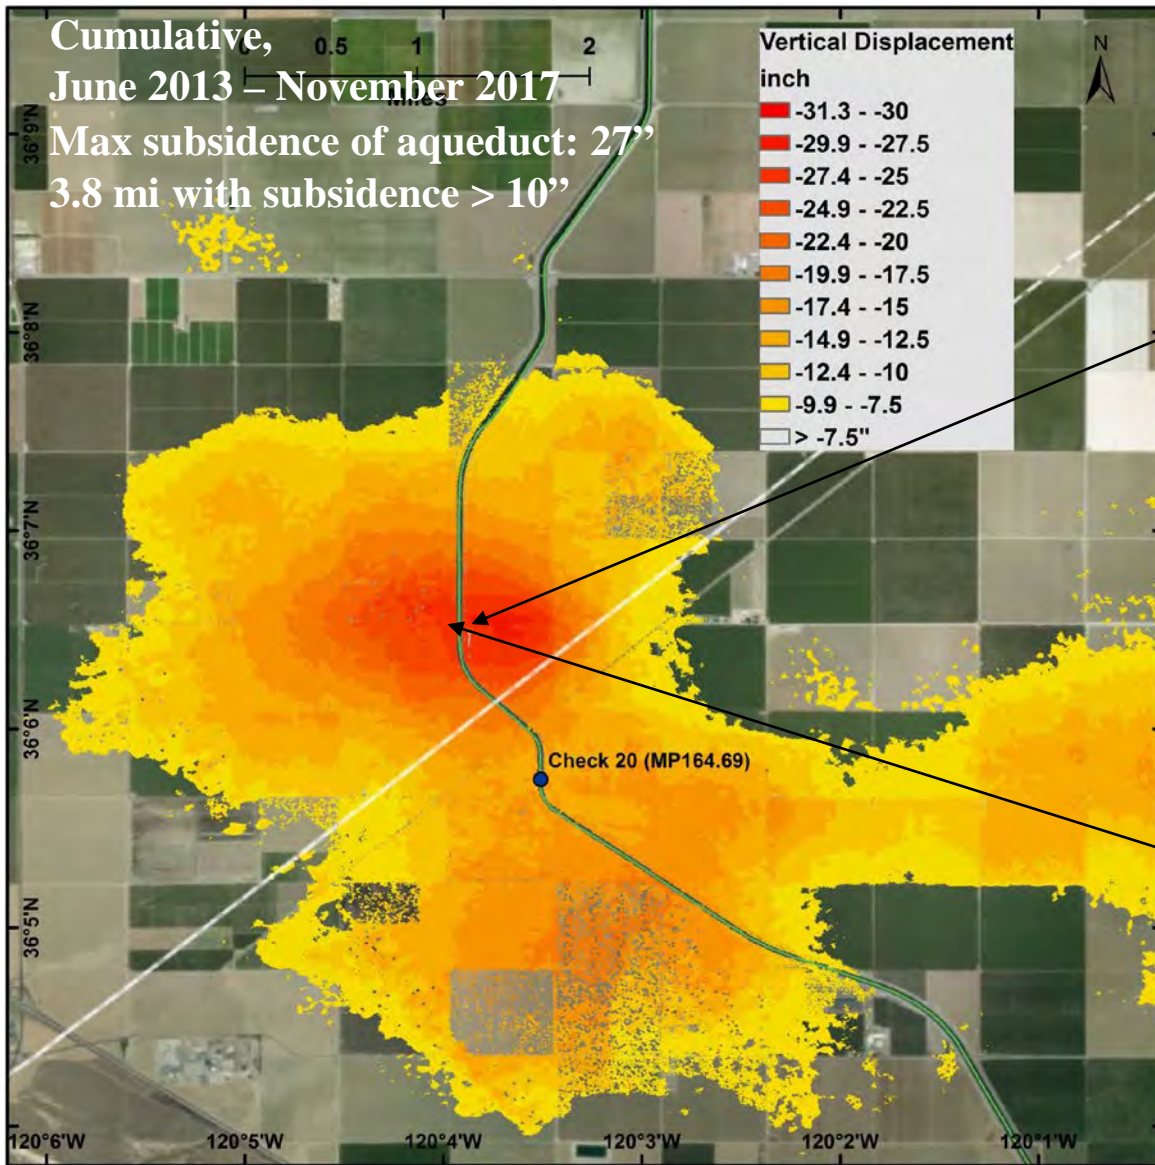 Cumulative,
June 2013 – November 2017
Max subsidence of aqueduct: 27”
3.8 mi with subsidence > 10”
0 0.5 1 2
Miles
Vertical Displacement
inch
-31.3 - -30
-29.9 - -27.5
-27.4 - -25
-24.9 - -22.5
-22.4 - -20
-19.9 - -17.5
-17.4 - -15
-14.9 - -12.5
-12.4 - -10
-9.9 - -7.5
> -7.5"
N
36°9'N
36°8'N
36°7'N
36°6'N
36°5'N
Check 20 (MP164.69)
120°6'W 120°5'W 120°4'W 120°3'W 120°2'W 120°1'W